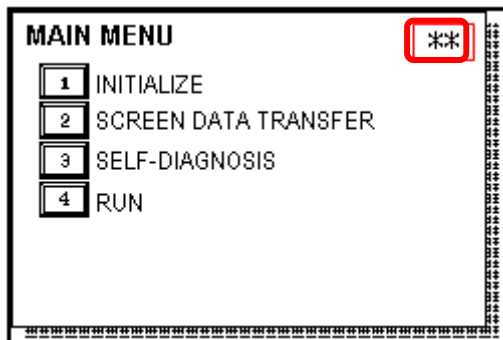 MAIN MENU **
1 INITIALIZE
2 SCREEN DATA TRANSFER
3 SELF-DIAGNOSIS
4 RUN